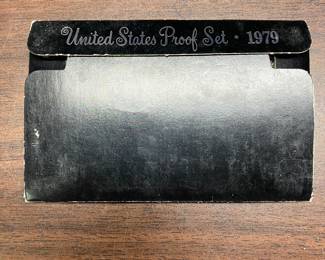 United States Proof Set • 1979